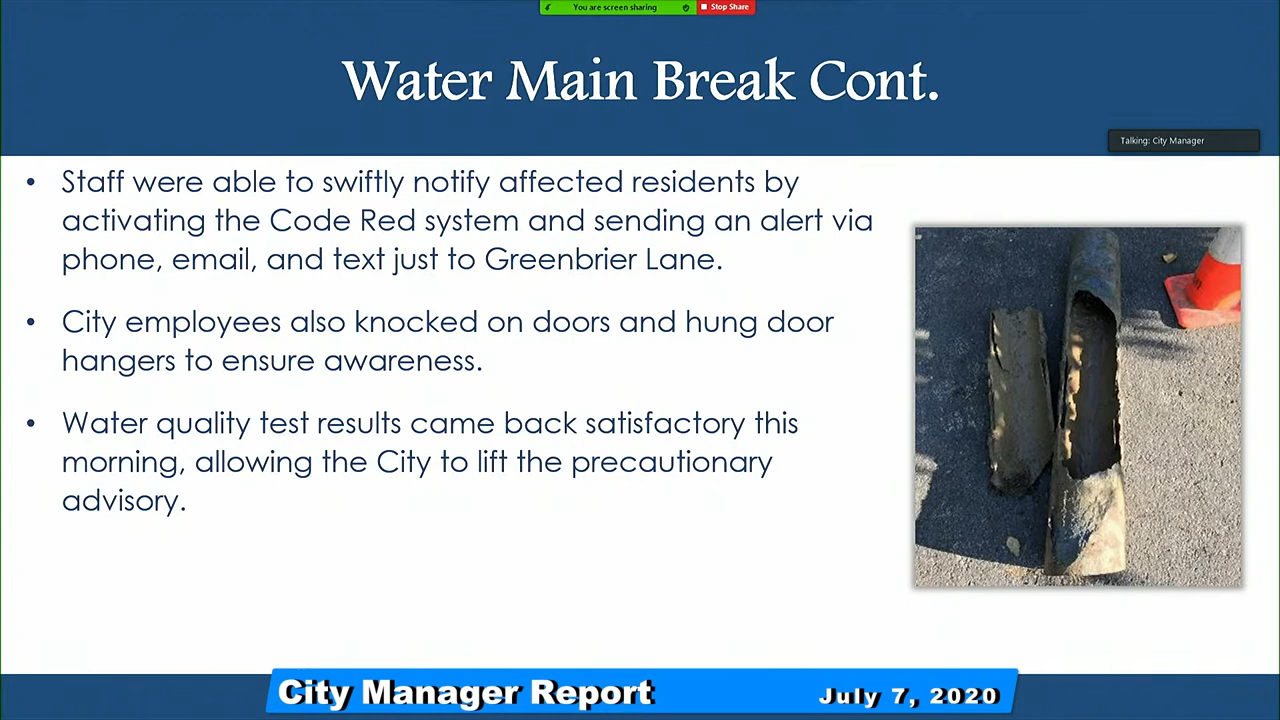 You are screen sharing
Stop Share
Water Main Break Cont.
Talking: City Manager
• Staff were able to swiftly notify affected residents by
activating the Code Red system and sending an alert via
phone, email, and text just to Greenbrier Lane.
• City employees also knocked on doors and hung door
hangers to ensure awareness.
• Water quality test results came back satisfactory this
morning, allowing the City to lift the precautionary
advisory.
City Manager Report
July 7, 2020